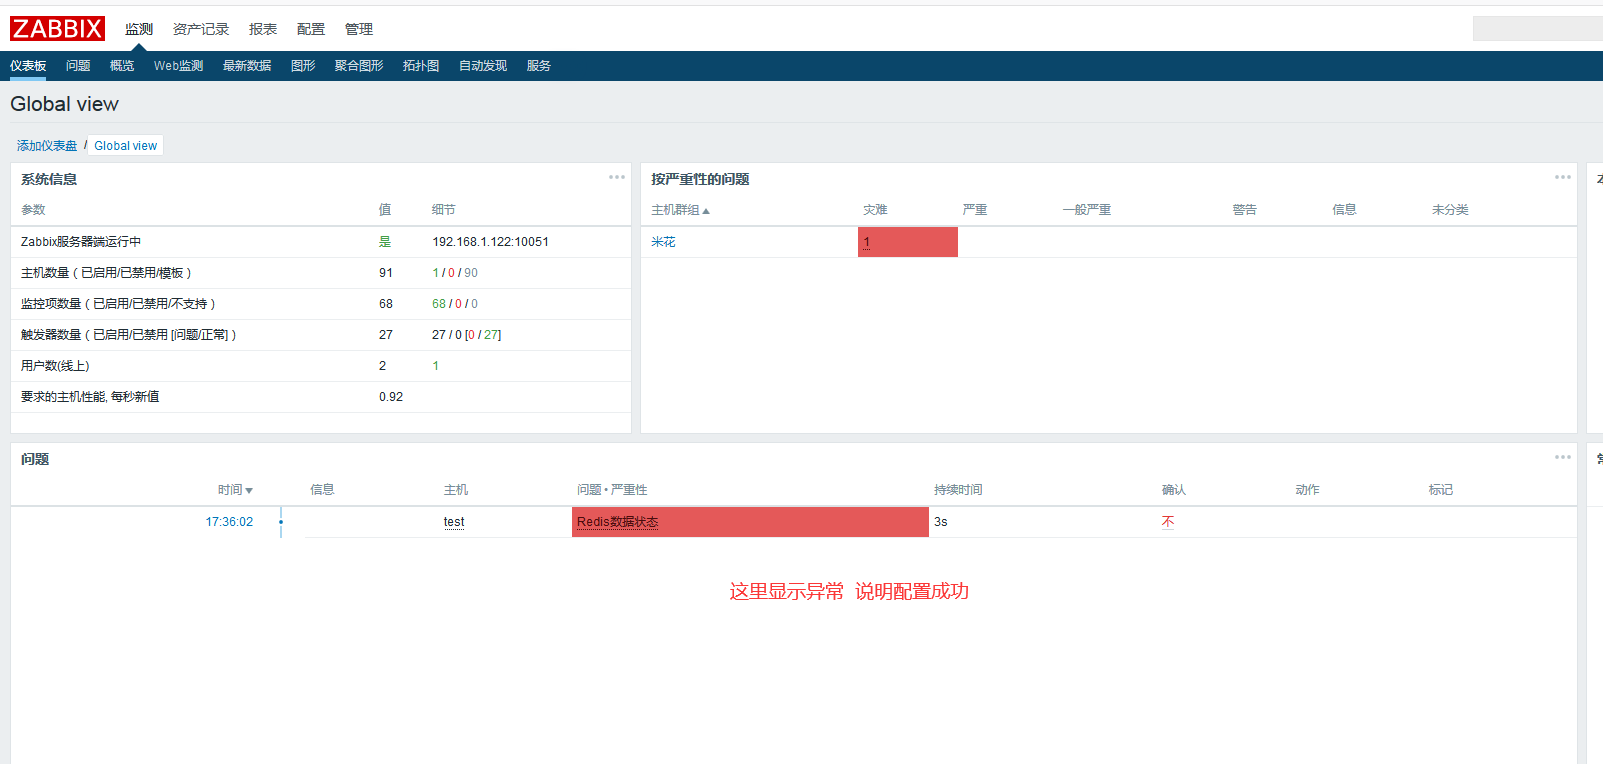 ZABBIX 监测 资产记录 报表 配置 管理
仪表板 问题 概览 Web监测 最新数据 图形 聚合图形 拓扑图 自动发现 服务
Global view
添加仪表盘 / Global view
系统信息
参数 值 细节
Zabbix服务器端运行中 是 192.168.1.122:10051
主机数量（已启用/已禁用/模板） 91 1 / 0 / 90
监控项数量（已启用/已禁用/不支持） 68 68 / 0 / 0
触发器数量（已启用/已禁用 [问题/正常]） 27 27 / 0 [0 / 27]
用户数(线上) 2 1
要求的主机性能, 每秒新值 0.92
按严重性的问题
主机群组▲ 灾难 严重 一般严重 警告 信息 未分类
米花 1
问题
时间▼ 信息 主机 问题 • 严重性 持续时间 确认 动作 标记
17:36:02 test Redis数据状态 3s 不
这里显示异常 说明配置成功